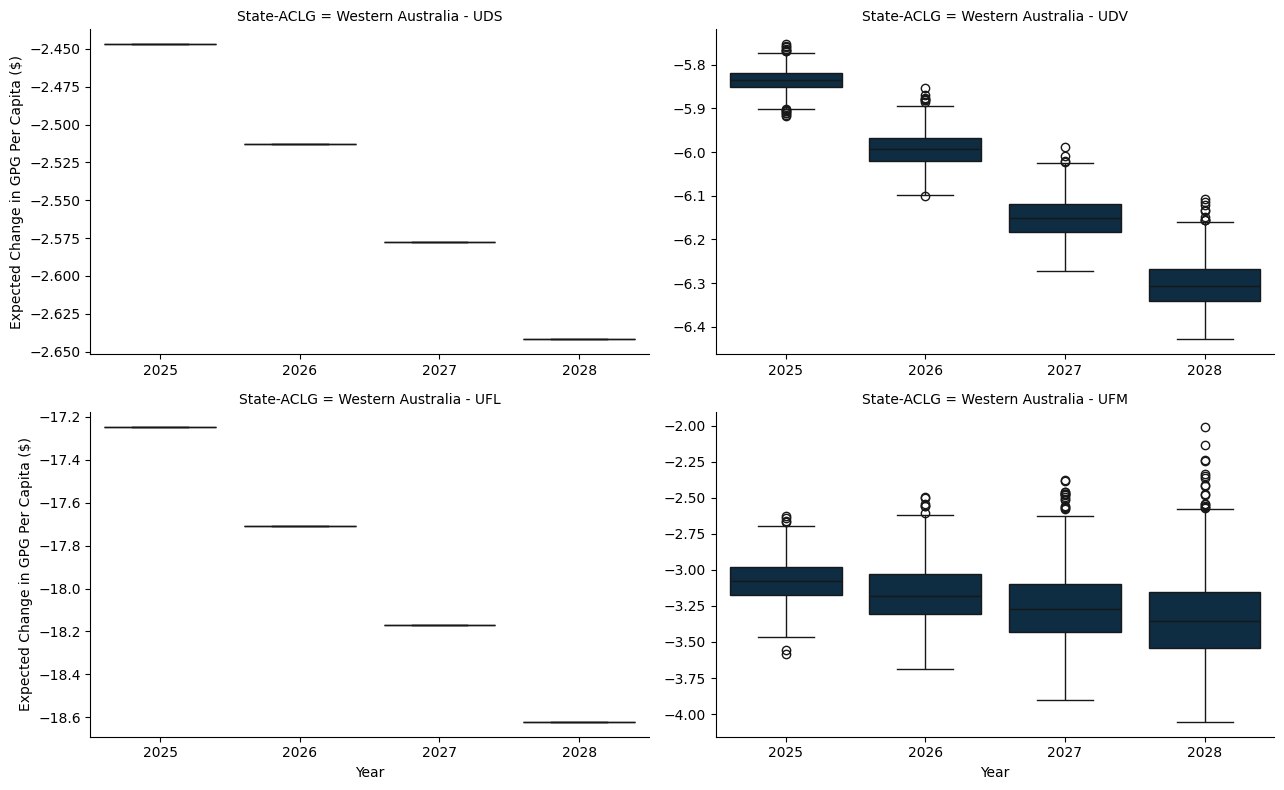 State-ACLG = Western Australia - UDS
Expected Change in GPG Per Capita ($)
−2.450
−2.475
−2.500
−2.525
−2.550
−2.575
−2.600
−2.625
−2.650
2025 2026 2027 2028
State-ACLG = Western Australia - UDV
−5.8
−5.9
−6.0
−6.1
−6.2
−6.3
−6.4
2025 2026 2027 2028
State-ACLG = Western Australia - UFL
Expected Change in GPG Per Capita ($)
−17.2
−17.4
−17.6
−17.8
−18.0
−18.2
−18.4
−18.6
2025 2026 2027 2028
Year
State-ACLG = Western Australia - UFM
−2.00
−2.25
−2.50
−2.75
−3.00
−3.25
−3.50
−3.75
−4.00
2025 2026 2027 2028
Year